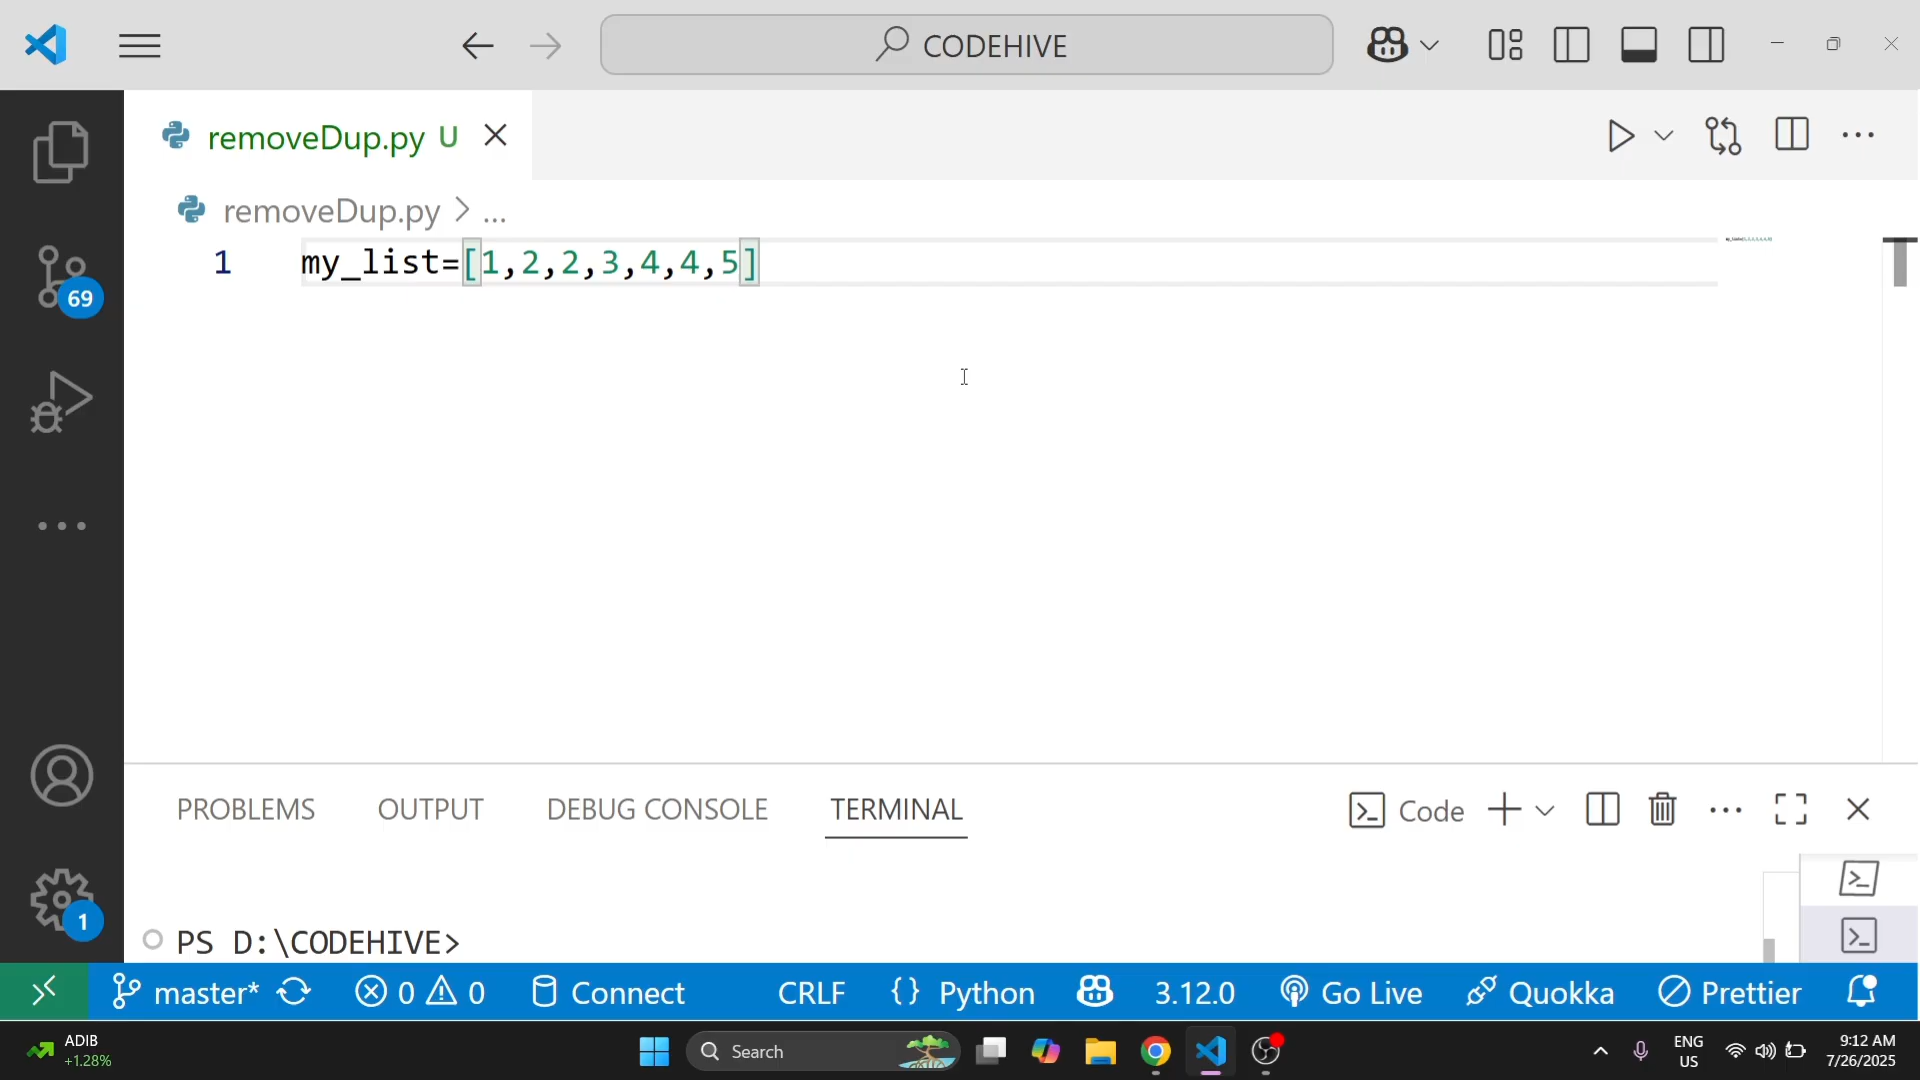 CODEHIVE
removeDup.py U
removeDup.py > ...
1 my_list=[1,2,2,3,4,4,5]
69
PROBLEMS OUTPUT DEBUG CONSOLE TERMINAL Code
PS D:\CODEHIVE>
1
master* 0 0 Connect CRLF {} Python 3.12.0 Go Live Quokka Prettier
ADIB
+1.28%
Search
ENG
US
9:12 AM
7/26/2025